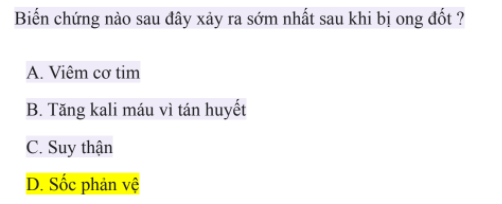 Biến chứng nào sau đây xảy ra sớm nhất sau khi bị ong đốt ?
A. Viêm cơ tim
B. Tăng kali máu vì tán huyết
C. Suy thận
D. Sốc phản vệ